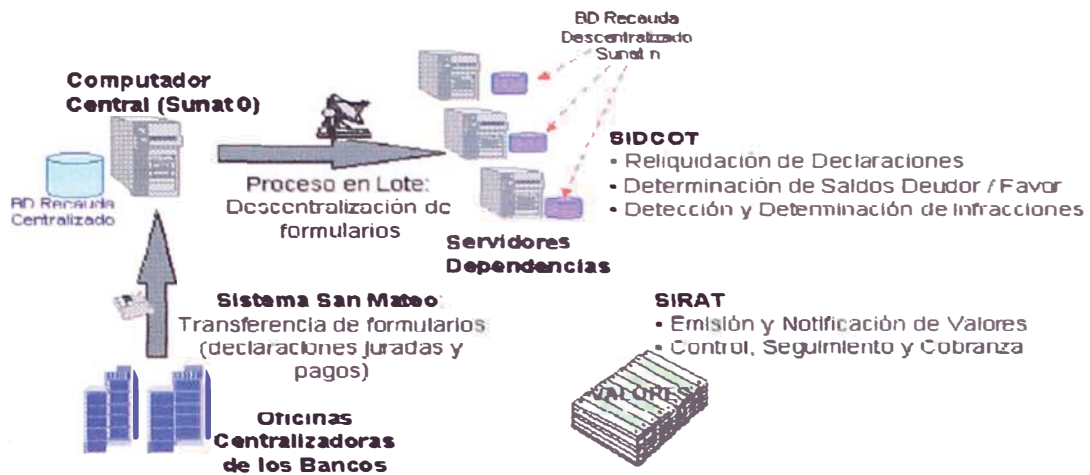 BD Recauda
Descentralizado
Sunat n
Computador
Central (Sunat 0)
BD Recauda
Centralizado
Proceso en Lote:
Descentralización de
formularios
Servidores
Dependencias
SIDCOT
• Reliquidación de Declaraciones
• Determinación de Saldos Deudor / Favor
• Detección y Determinación de Infracciones
Sistema San Mateo:
Transferencia de formularios
(declaraciones juradas y
pagos)
Oficinas
Centralizadoras
de los Bancos
SIRAT
• Emisión y Notificación de Valores
• Control, Seguimiento y Cobranza
VALORES